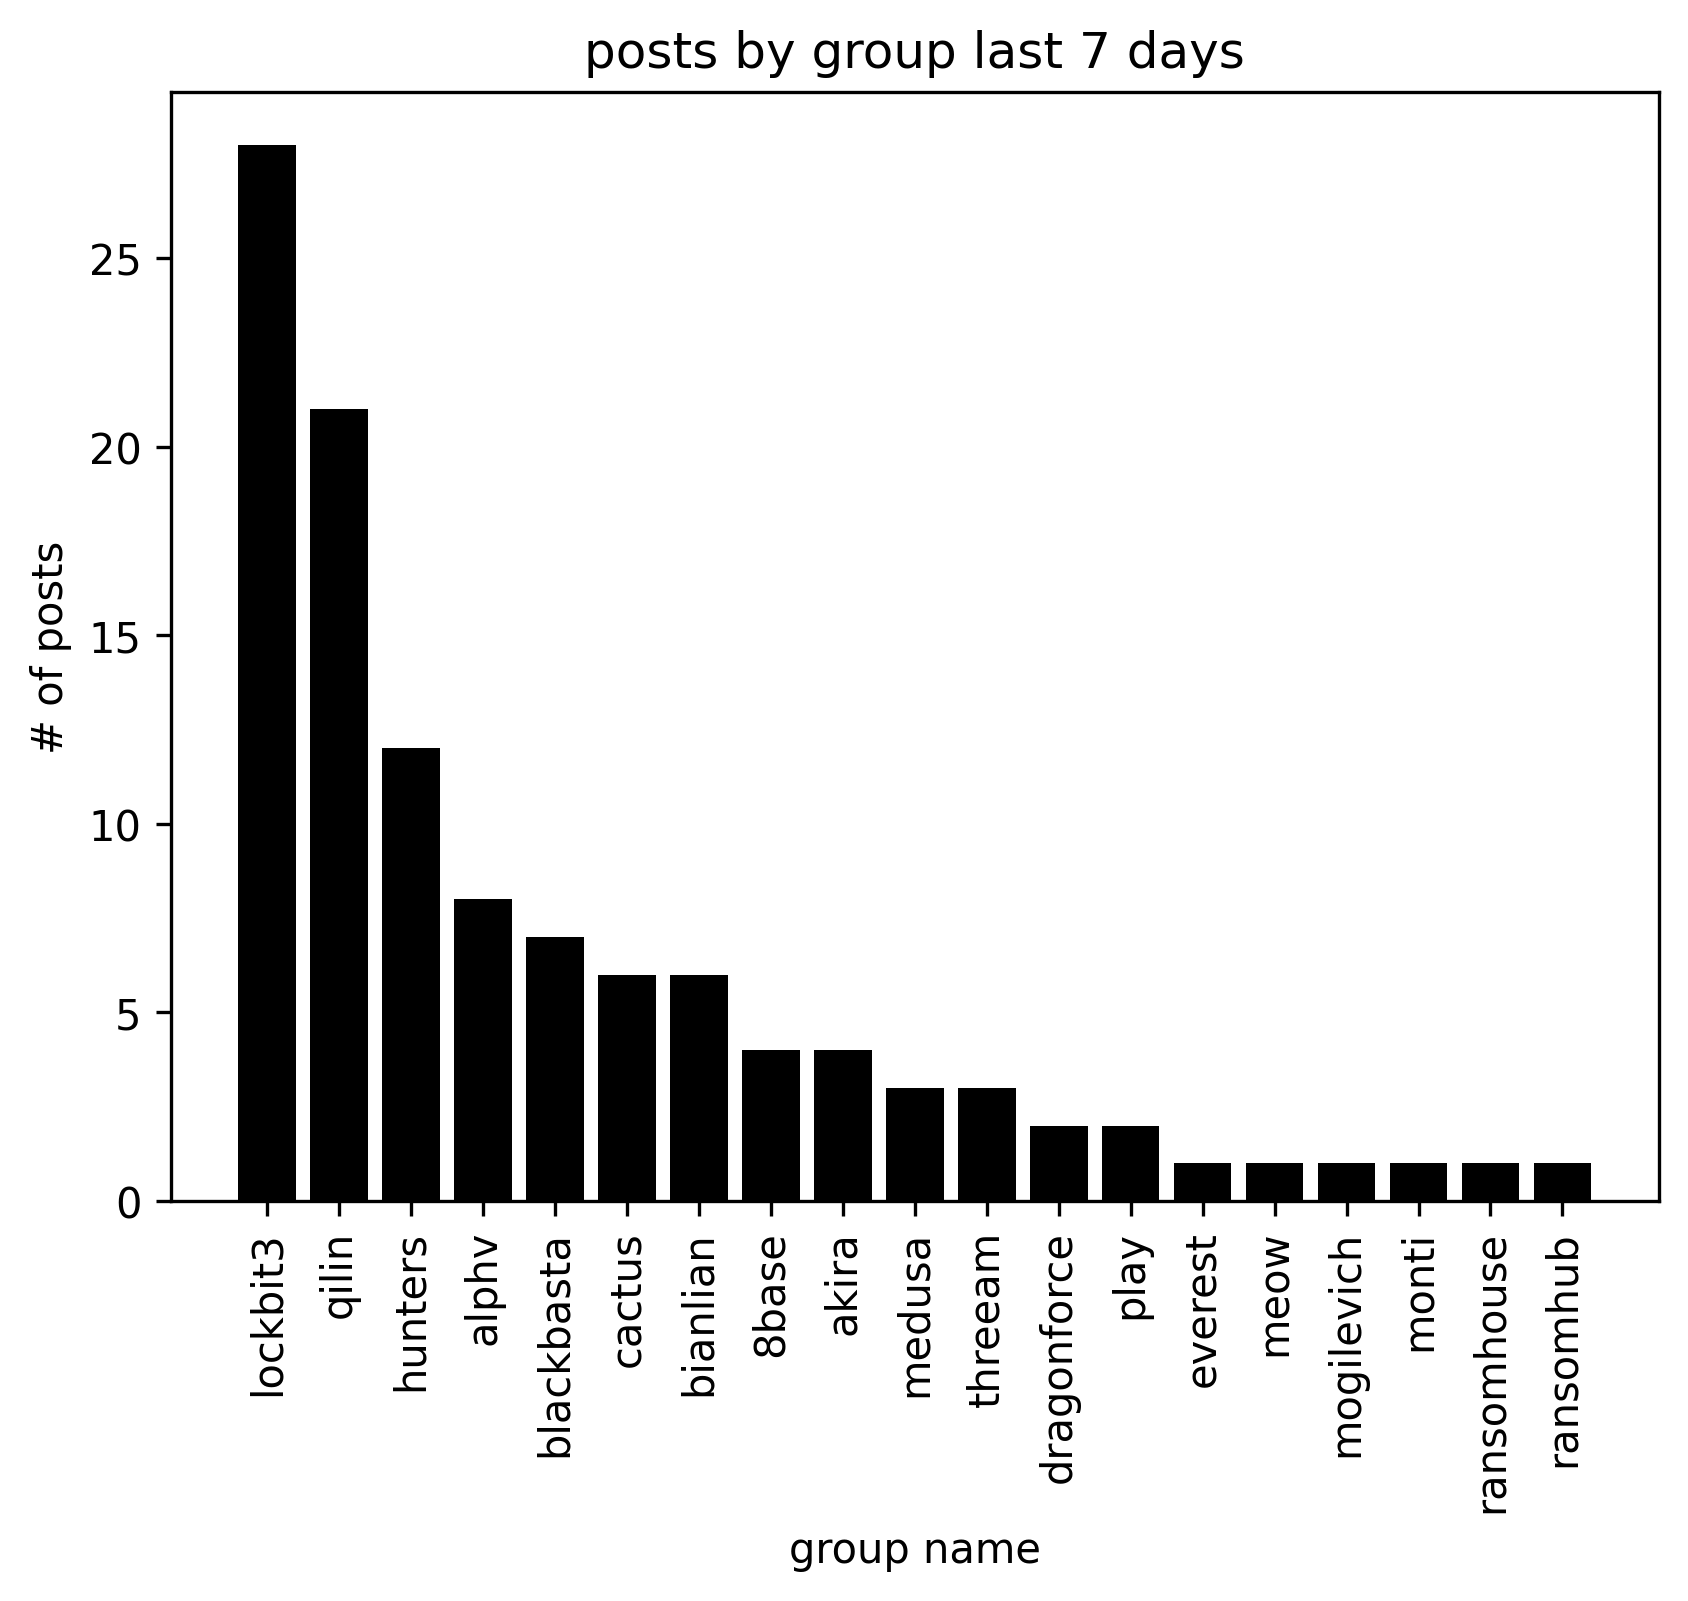 posts by group last 7 days
# of posts
25
20
15
10
5
0
lockbit3
qilin
hunters
alphv
blackbasta
cactus
bianlian
8base
akira
medusa
threeam
dragonforce
play
everest
meow
mogilevich
monti
ransomhouse
ransomhub
group name